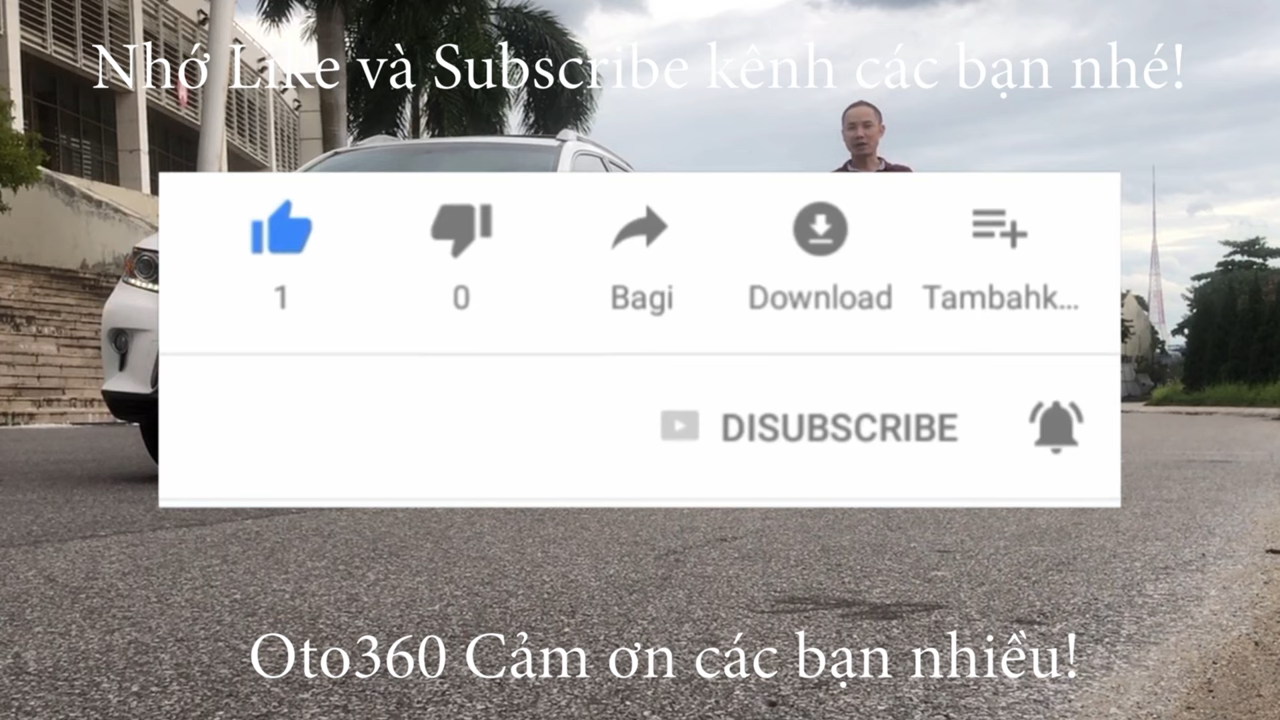 Nhớ Like và Subscribe kênh các bạn nhé!
1 0 Bagi Download Tambahk...
DISUBSCRIBE
Oto360 Cảm ơn các bạn nhiều!